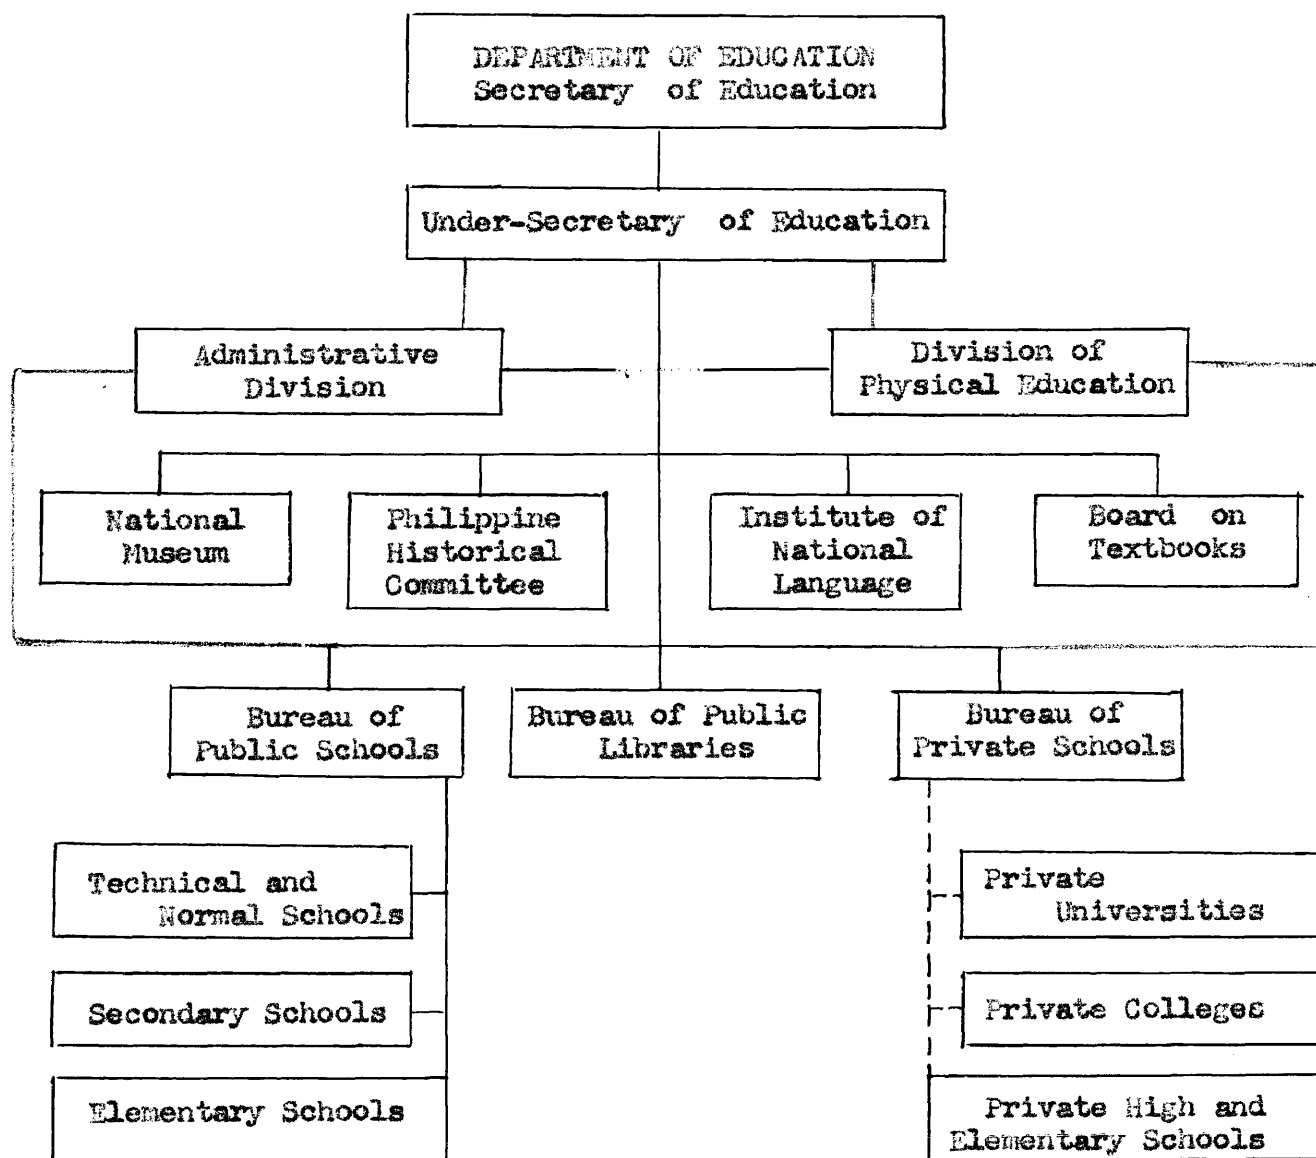 DEPARTMENT OF EDUCATION
Secretary of Education
Under-Secretary of Education
Administrative
Division
Division of
Physical Education
National
Museum
Philippine
Historical
Committee
Institute of
National
Language
Board on
Textbooks
Bureau of
Public Schools
Bureau of Public
Libraries
Bureau of
Private Schools
Technical and
Normal Schools
Private
Universities
Secondary Schools
Private Colleges
Elementary Schools
Private High and
Elementary Schools